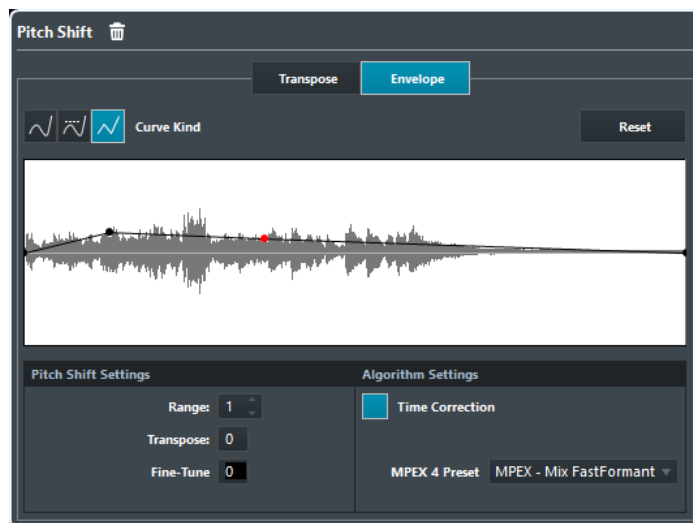 Pitch Shift
Transpose Envelope
Curve Kind Reset
Pitch Shift Settings Algorithm Settings
Range: 1 Time Correction
Transpose: 0
Fine-Tune 0 MPEX 4 Preset MPEX - Mix FastFormant